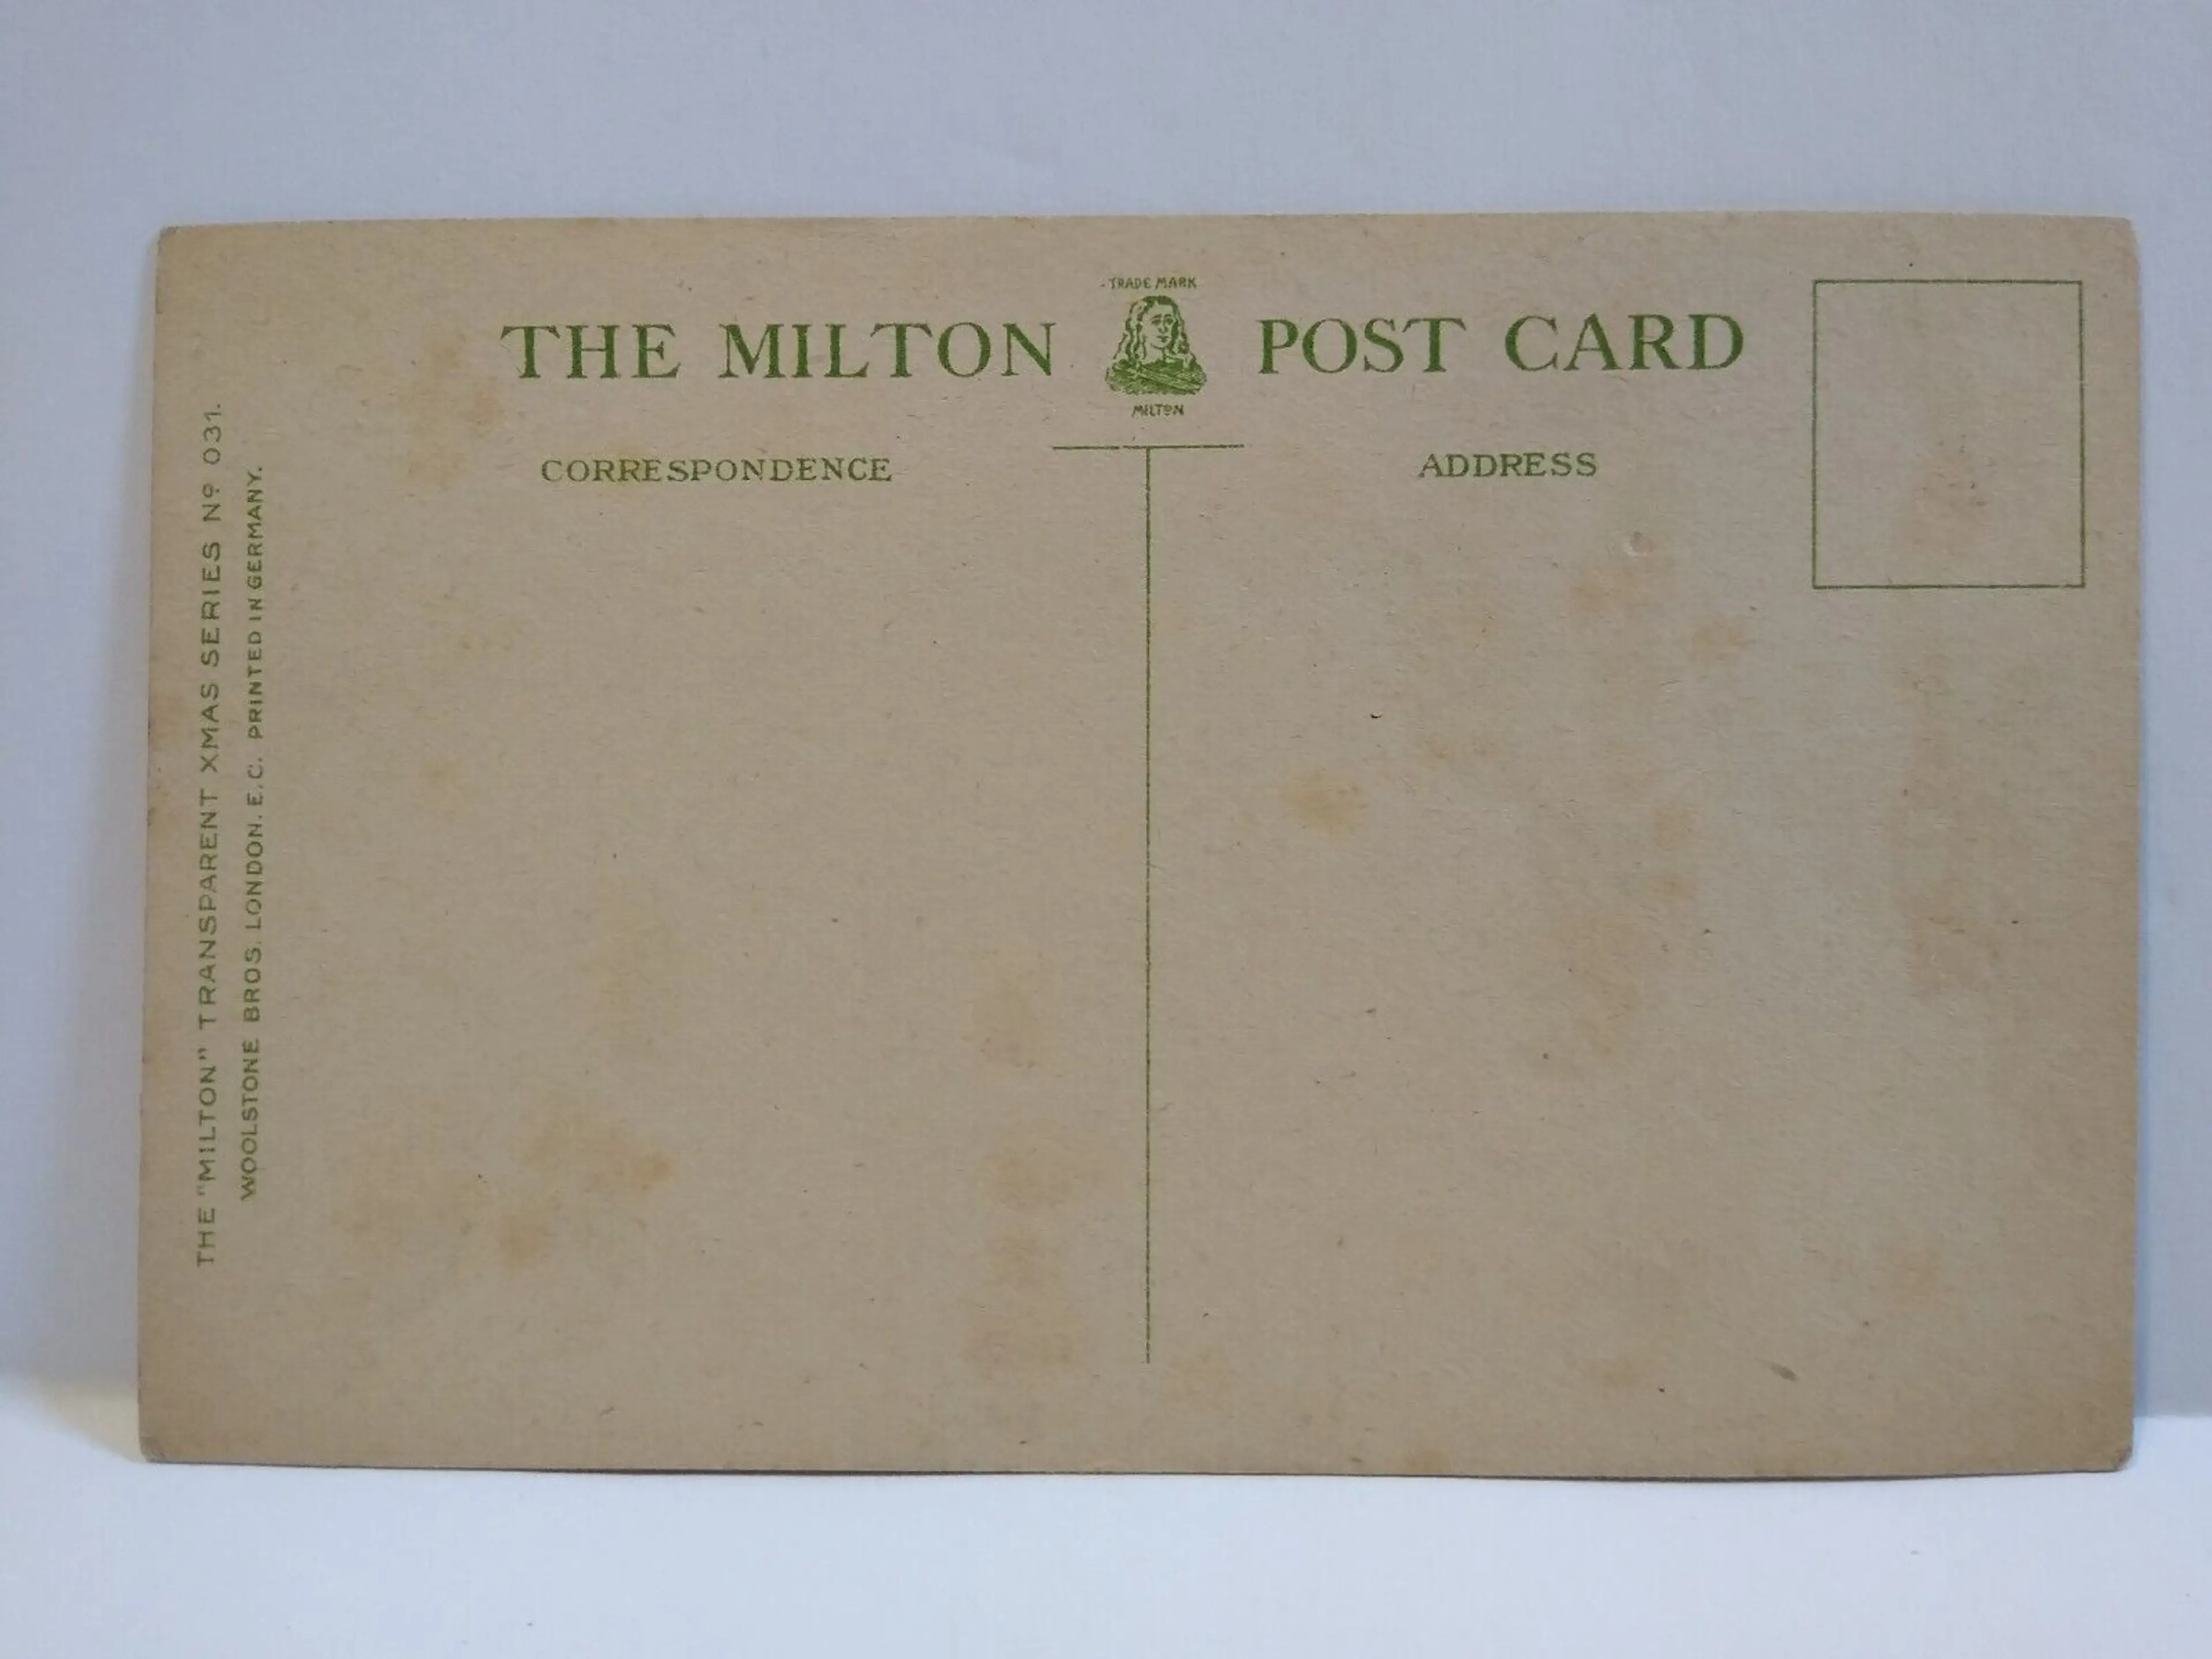 TRADE MARK
THE MILTON POST CARD
MILTON
CORRESPONDENCE
ADDRESS
THE "MILTON" TRANSPARENT XMAS SERIES Nº 031.
WOOLSTONE BROS. LONDON. E.C. PRINTED IN GERMANY.